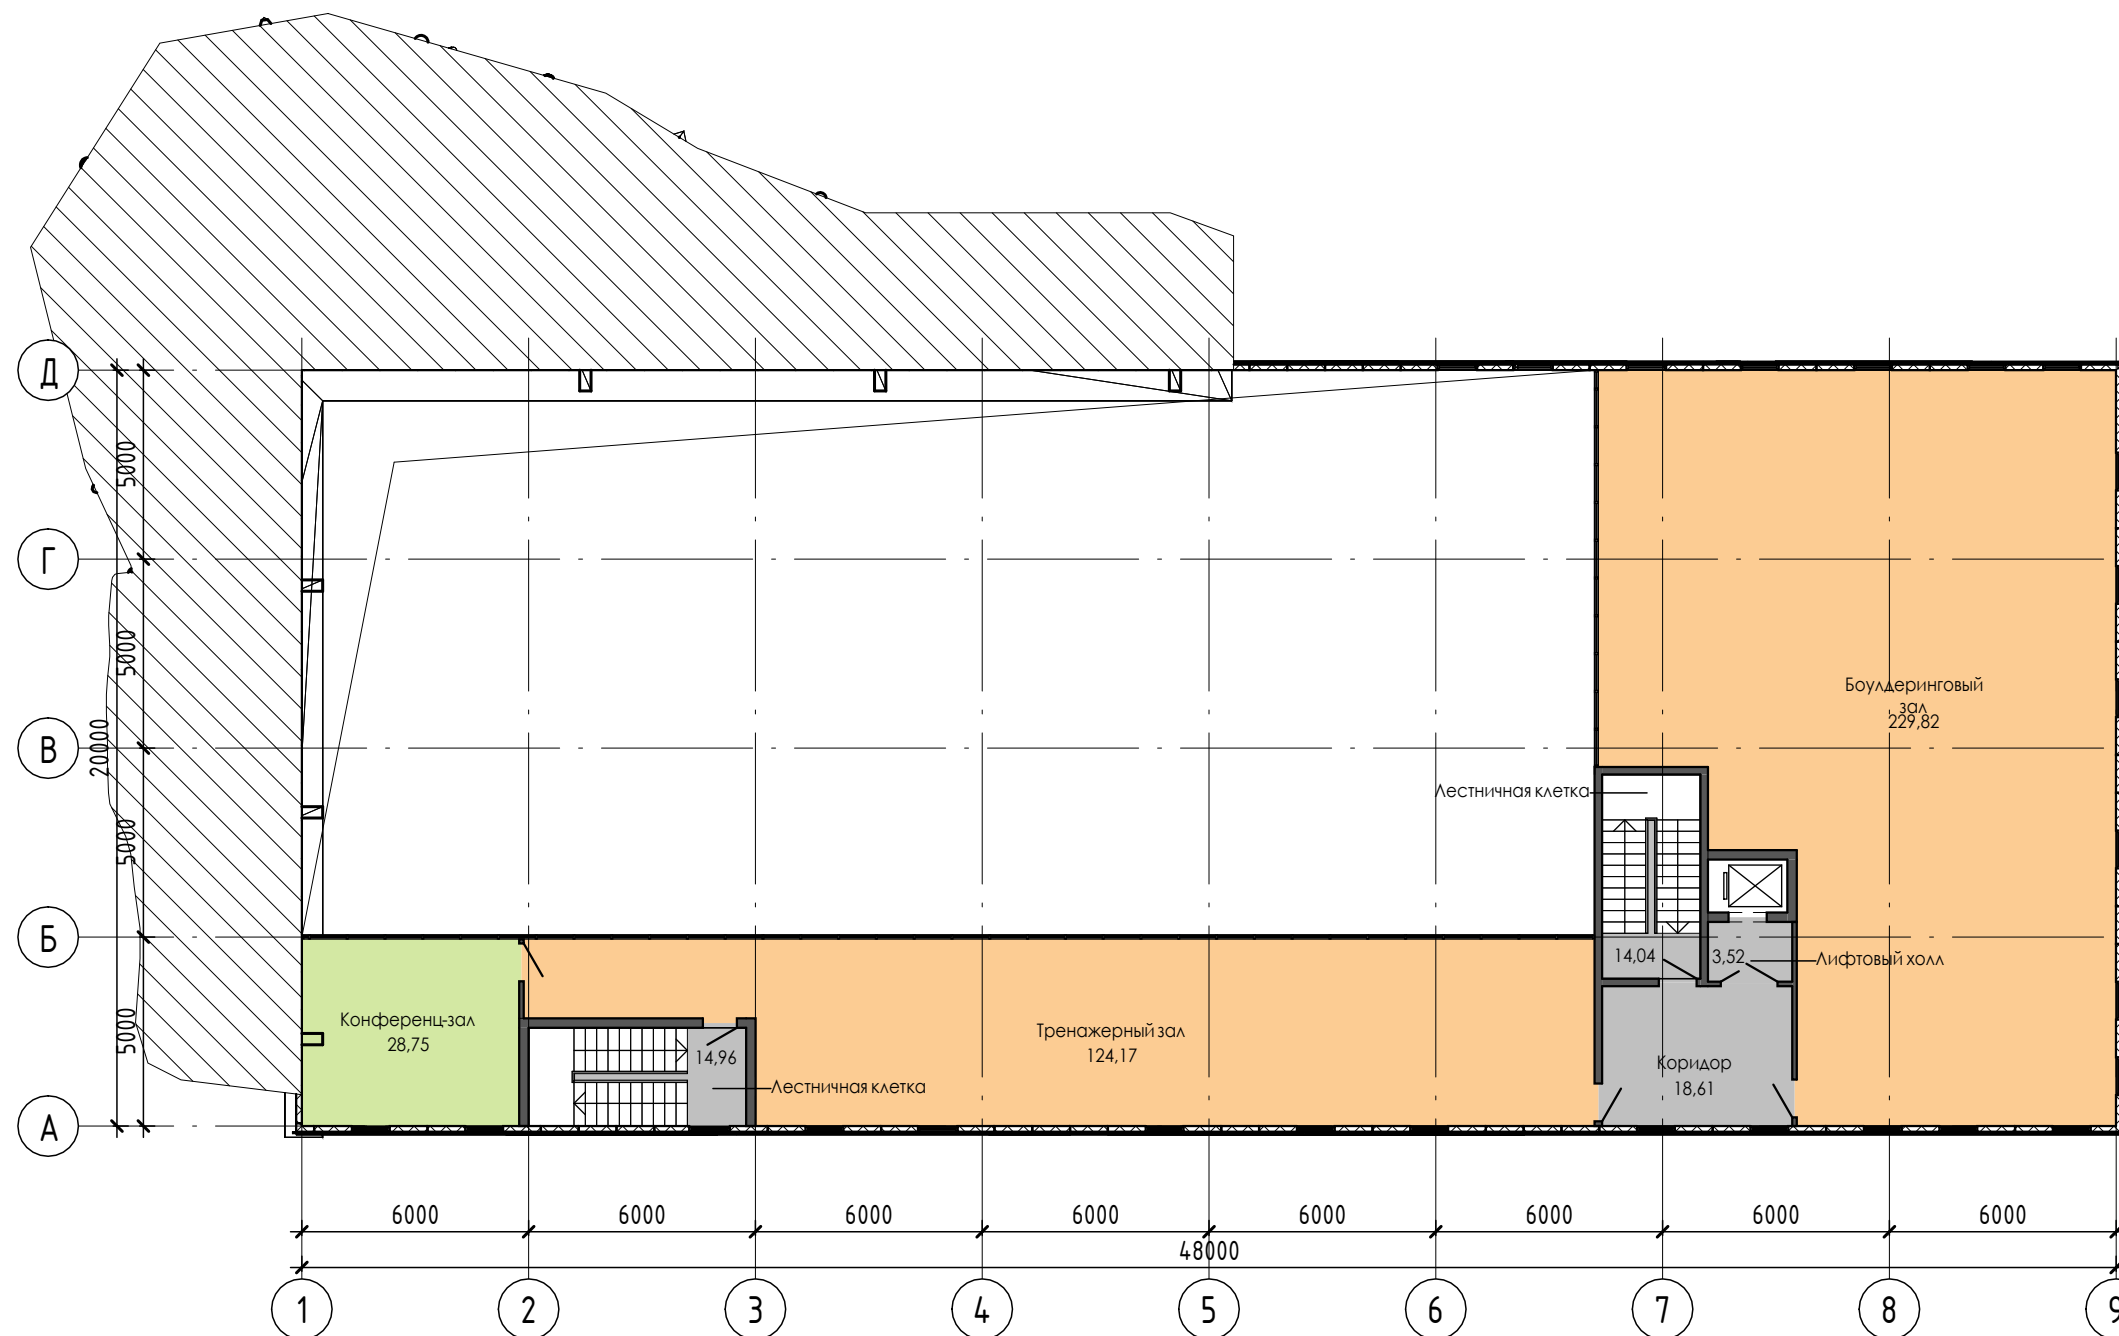 Д
5000
Г
5000
В
20000
Боулдеринговый
зал
229,82
Лестничная клетка
5000
Б
14,04
3,52
Лифтовый холл
Конференц-зал
28,75
5000
Тренажерный зал
124,17
14,96
Лестничная клетка
Коридор
18,61
А
6000 6000 6000 6000 6000 6000 6000 6000
48000
1 2 3 4 5 6 7 8 9